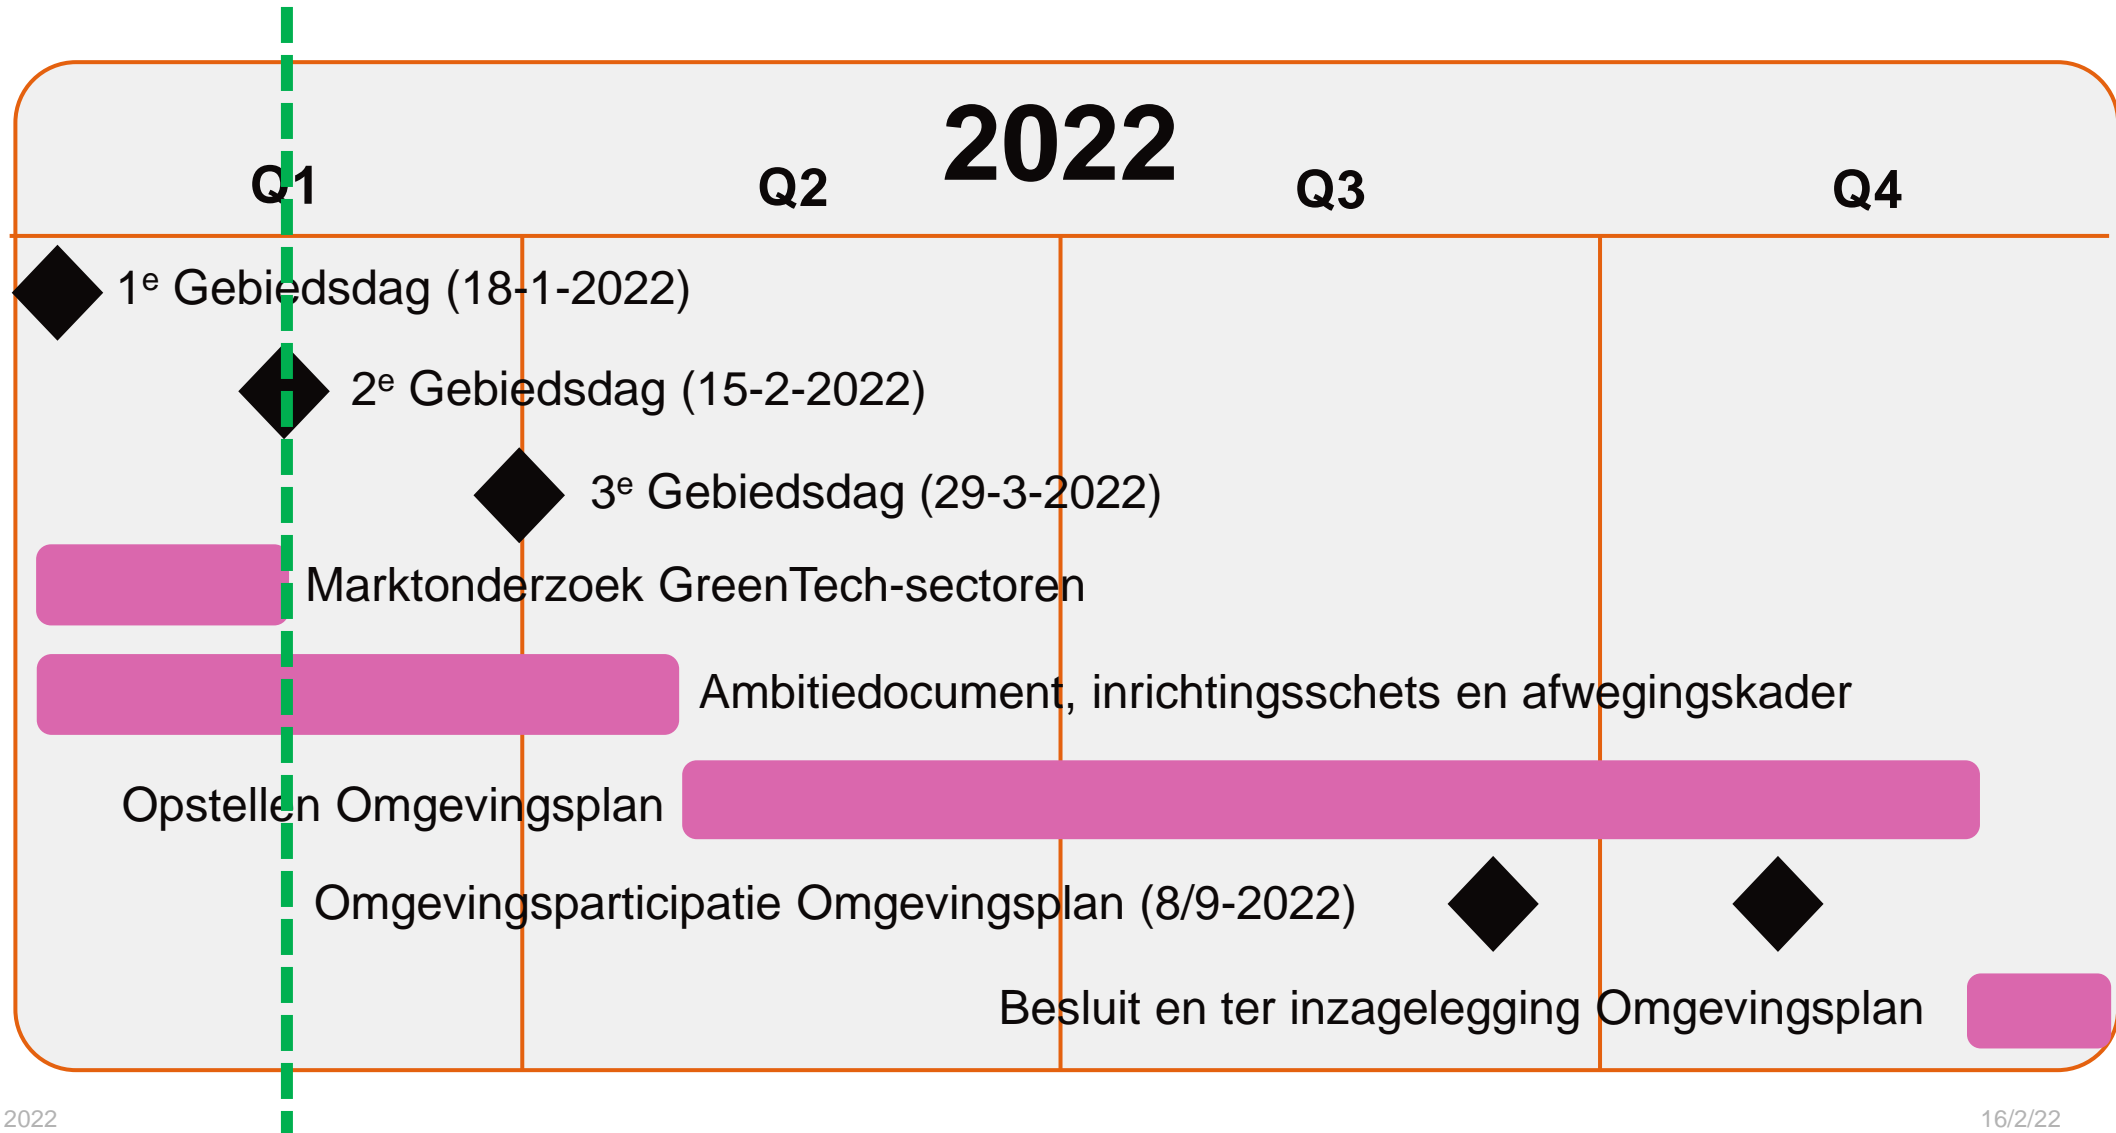 2022
Q1 Q2 Q3 Q4
1e Gebiedsdag (18-1-2022)
2e Gebiedsdag (15-2-2022)
3e Gebiedsdag (29-3-2022)
Marktonderzoek GreenTech-sectoren
Ambitiedocument, inrichtingsschets en afwegingskader
Opstellen Omgevingsplan
Omgevingsparticipatie Omgevingsplan (8/9-2022)
Besluit en ter inzagelegging Omgevingsplan
2022 16/2/22